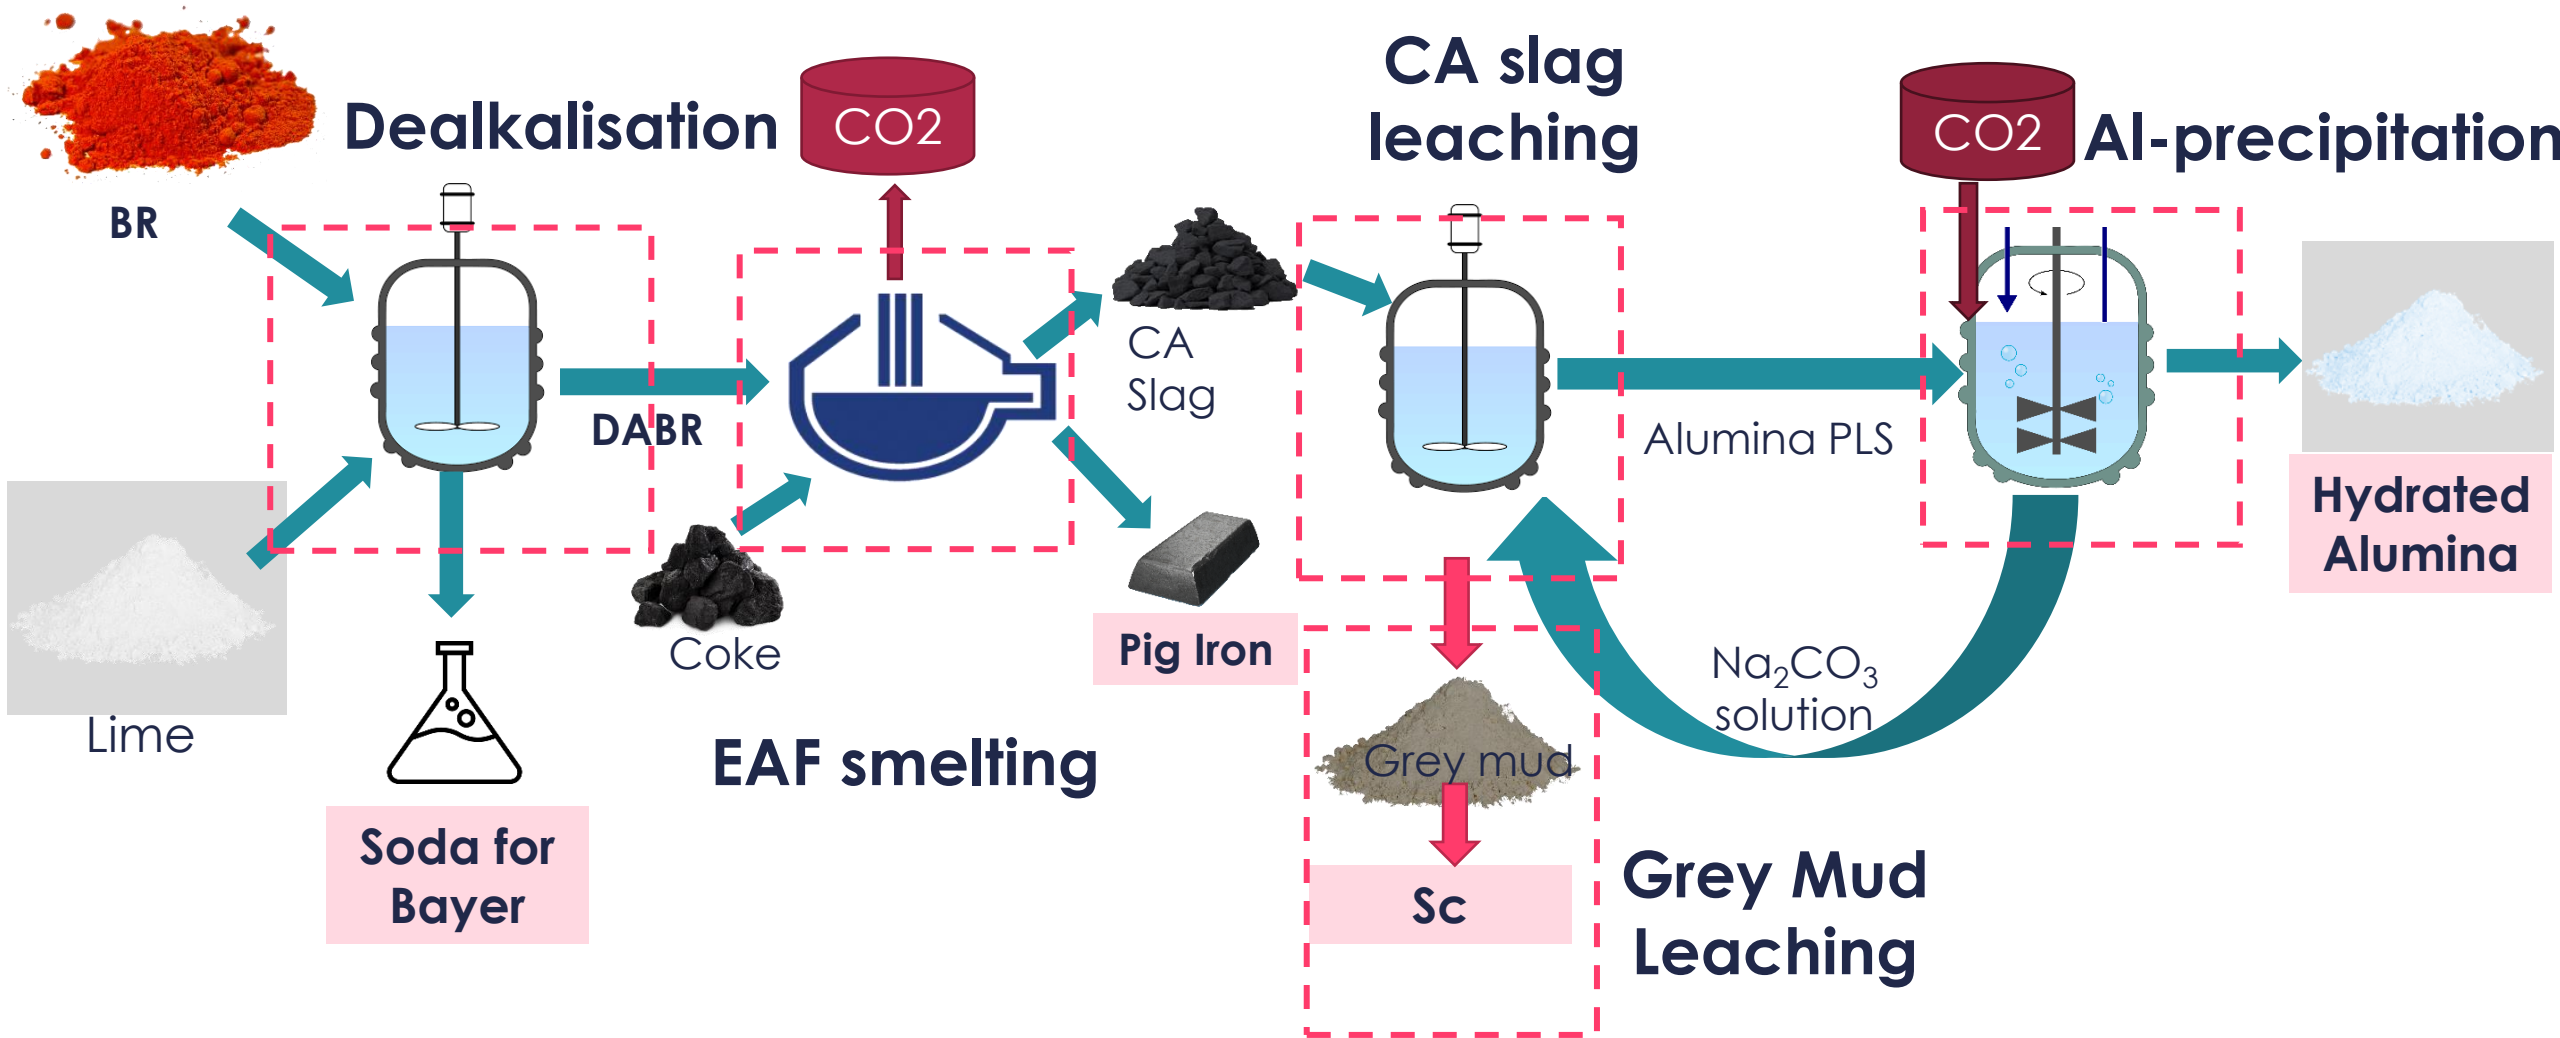 CA slag
leaching
Dealkalisation
CO2
CO2
Al-precipitation
BR
CA
Slag
DABR
Alumina PLS
Hydrated
Alumina
Coke
Pig Iron
Na₂CO₃
solution
Lime
EAF smelting
Grey mud
Soda for
Bayer
Sc
Grey Mud
Leaching